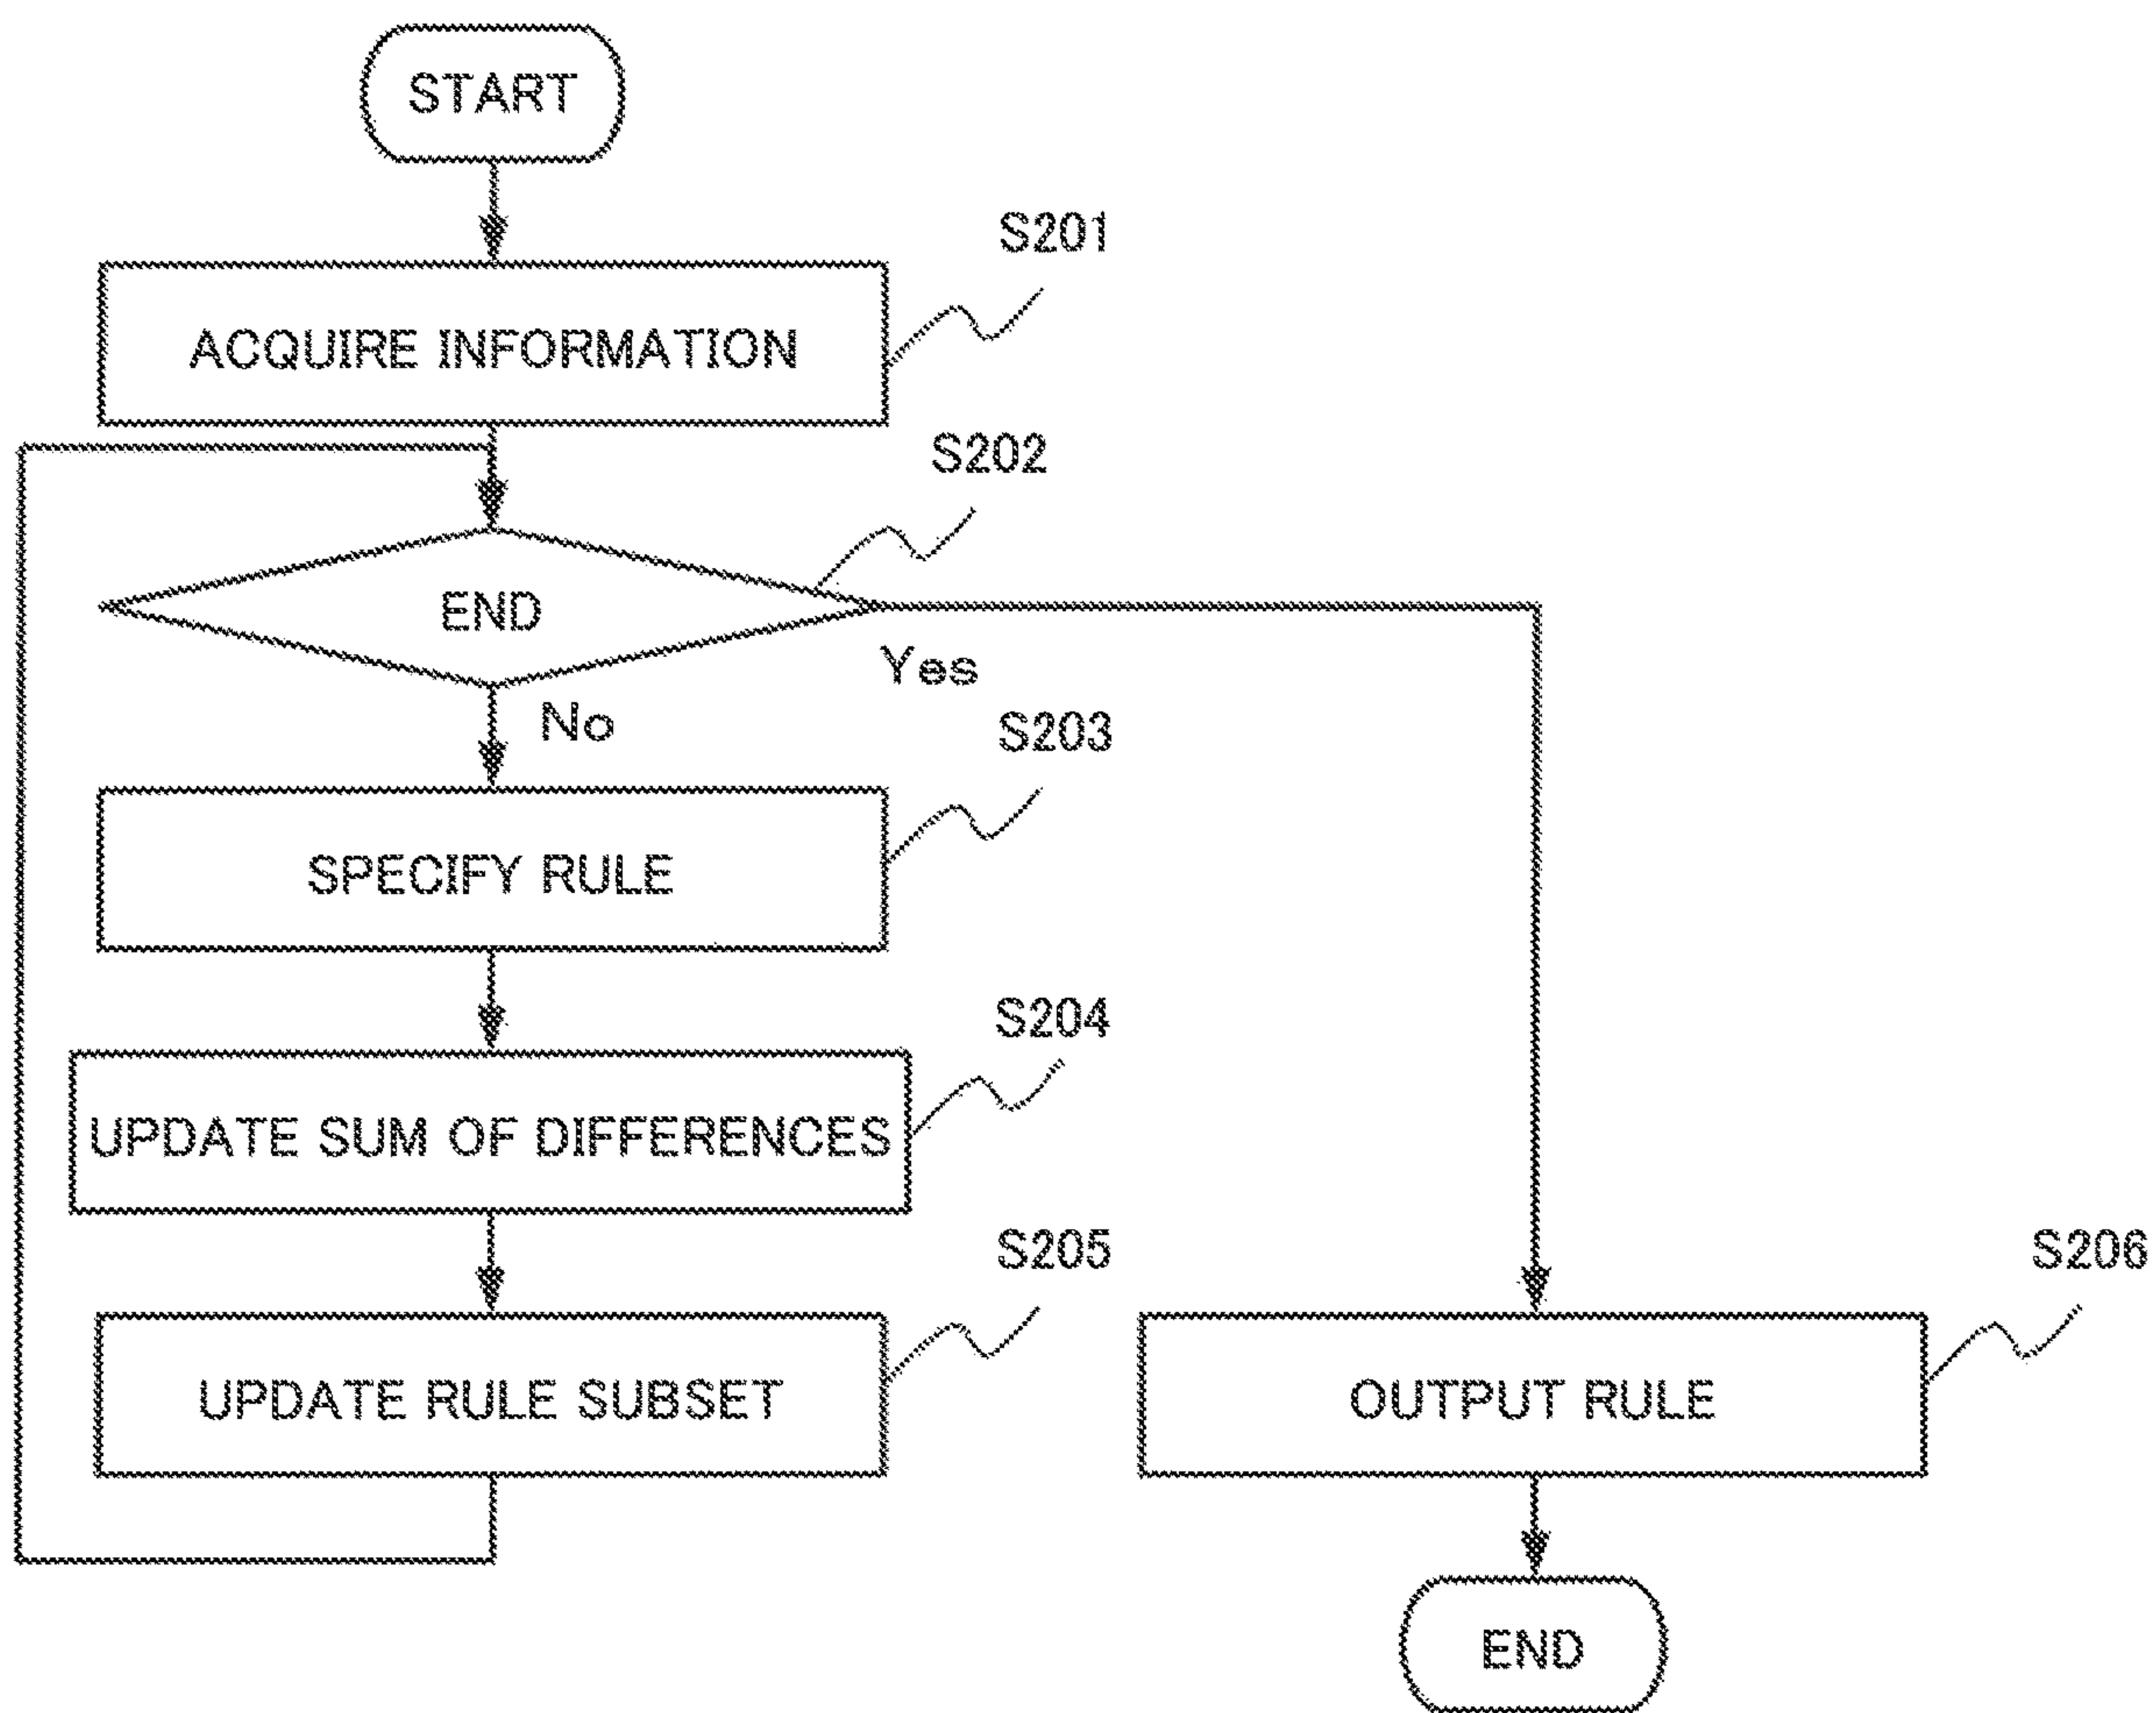 START
S201
ACQUIRE INFORMATION
S202
END
Yes
No
S203
SPECIFY RULE
S204
UPDATE SUM OF DIFFERENCES
S205
UPDATE RULE SUBSET
S206
OUTPUT RULE
END